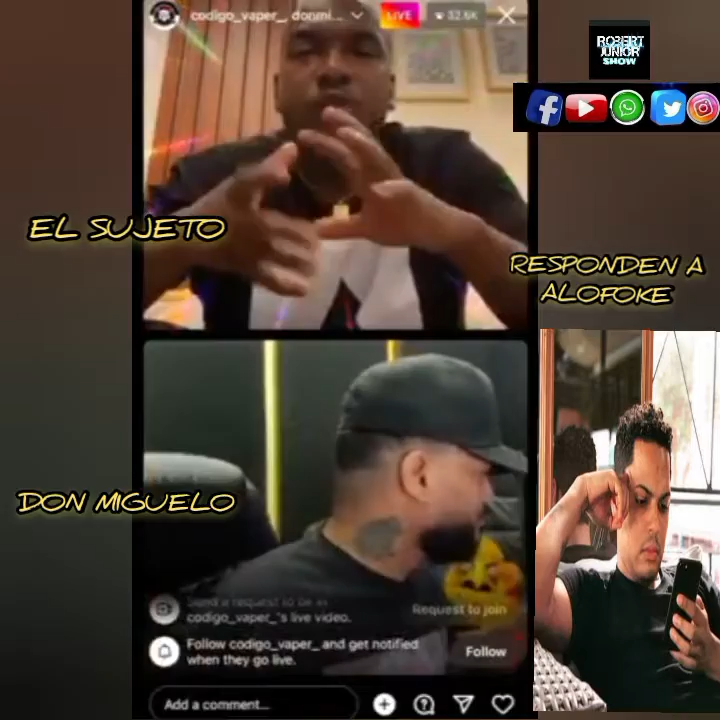 codigo_vaper_, donmi...
LIVE
32.6K
ROBERT
JUNIOR
SHOW
EL SUJETO
RESPONDEN A
ALOFOKE
DON MIGUELO
Send a request to be in
codigo_vaper_'s live video.
Request to join
Follow codigo_vaper_ and get notified
when they go live.
Follow
Add a comment...